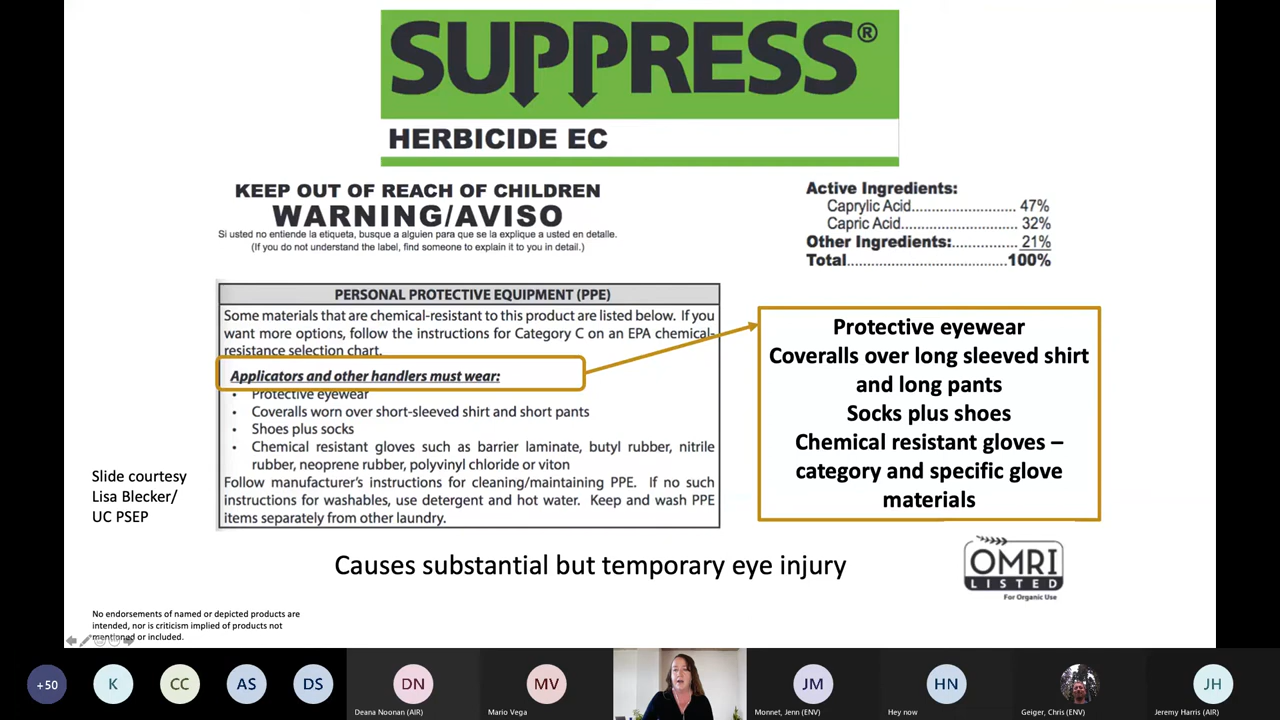 SUPPRESS®
HERBICIDE EC
KEEP OUT OF REACH OF CHILDREN
WARNING/AVISO
Si usted no entiende la etiqueta, busque a alguien para que se la explique a usted en detalle.
(If you do not understand the label, find someone to explain it to you in detail.)
Active Ingredients:
Caprylic Acid............................ 47%
Capric Acid............................... 32%
Other Ingredients:.............. 21%
Total.......................................100%
PERSONAL PROTECTIVE EQUIPMENT (PPE)
Some materials that are chemical-resistant to this product are listed below. If you
want more options, follow the instructions for Category C on an EPA chemical-
resistance selection chart.
Applicators and other handlers must wear:
• Protective eyewear
• Coveralls worn over short-sleeved shirt and short pants
• Shoes plus socks
• Chemical resistant gloves such as barrier laminate, butyl rubber, nitrile
rubber, neoprene rubber, polyvinyl chloride or viton
Follow manufacturer's instructions for cleaning/maintaining PPE. If no such
instructions for washables, use detergent and hot water. Keep and wash PPE
items separately from other laundry.
Protective eyewear
Coveralls over long sleeved shirt
and long pants
Socks plus shoes
Chemical resistant gloves –
category and specific glove
materials
Slide courtesy
Lisa Blecker/
UC PSEP
Causes substantial but temporary eye injury
OMRI
LISTED
For Organic Use
No endorsements of named or depicted products are
intended, nor is criticism implied of products not
mentioned or included.
+50
K
CC
AS
DS
DN
Deana Noonan (AIR)
MV
Mario Vega
JM
Monnet, Jenn (ENV)
HN
Hey now
Geiger, Chris (ENV)
JH
Jeremy Harris (AIR)